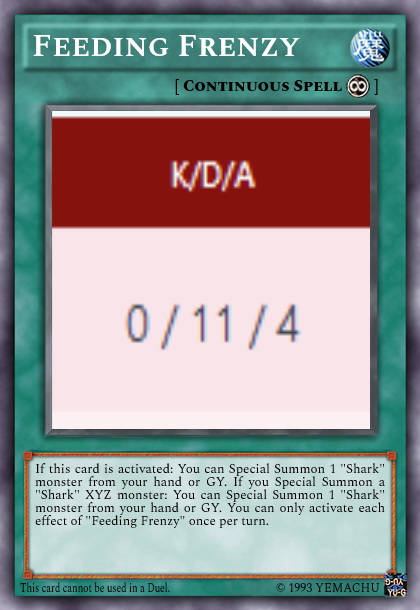 FEEDING FRENZY
魔
[ CONTINUOUS SPELL ]
K/D/A
0 / 11 / 4
If this card is activated: You can Special Summon 1 "Shark"
monster from your hand or GY. If you Special Summon a
"Shark" XYZ monster: You can Special Summon 1 "Shark"
monster from your hand or GY. You can only activate each
effect of "Feeding Frenzy" once per turn.
This card cannot be used in a Duel.
© 1993 YEMACHU